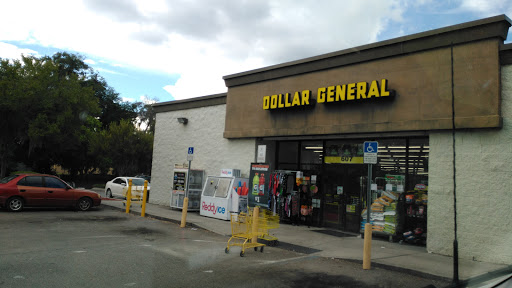 DOLLAR GENERAL
607
Reddy ice